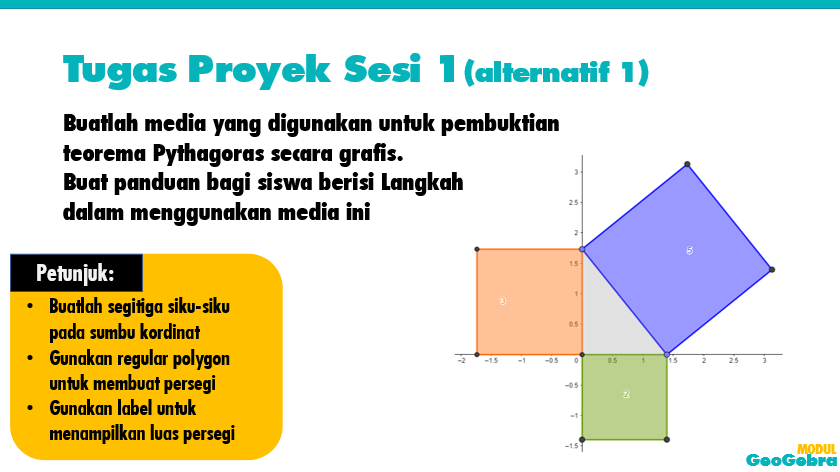 Tugas Proyek Sesi 1 (alternatif 1)
Buatlah media yang digunakan untuk pembuktian
teorema Pythagoras secara grafis.
Buat panduan bagi siswa berisi Langkah
dalam menggunakan media ini
Petunjuk:
• Buatlah segitiga siku-siku
pada sumbu kordinat
• Gunakan regular polygon
untuk membuat persegi
• Gunakan label untuk
menampilkan luas persegi
3
2.5
2
1.5
1
0.5
−0.5
−1
−1.5
−2 −1.5 −1 −0.5 0 0.5 1 1.5 2 2.5 3
5
3
2
MODUL
GeoGebra